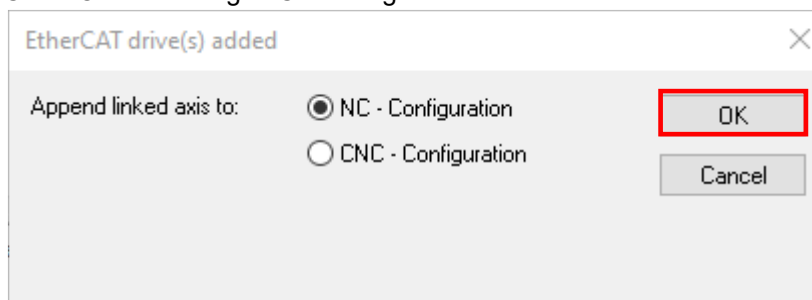 EtherCAT drive(s) added
Append linked axis to:
NC - Configuration
OK
CNC - Configuration
Cancel